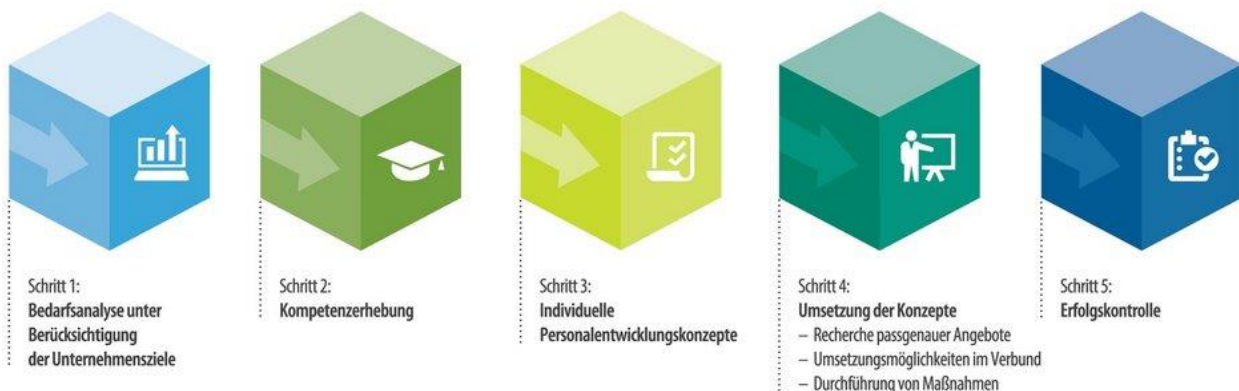 Schritt 1:
Bedarfsanalyse unter
Berücksichtigung
der Unternehmensziele
Schritt 2:
Kompetenzerhebung
Schritt 3:
Individuelle
Personalentwicklungskonzepte
Schritt 4:
Umsetzung der Konzepte
– Recherche passgenauer Angebote
– Umsetzungsmöglichkeiten im Verbund
– Durchführung von Maßnahmen
Schritt 5:
Erfolgskontrolle